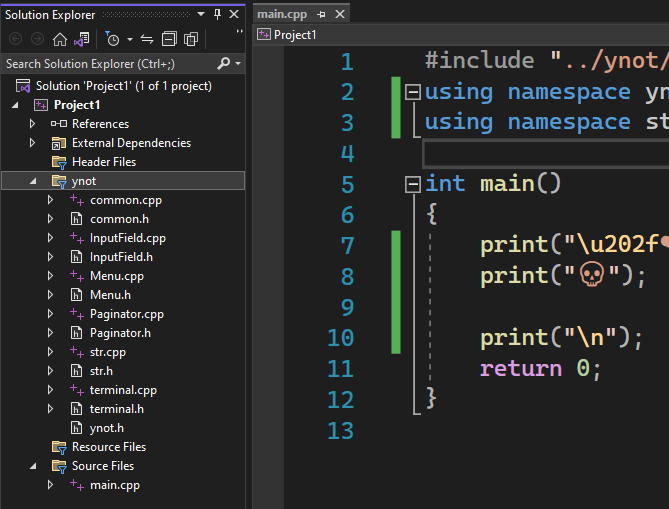 Solution Explorer
Search Solution Explorer (Ctrl+;)
Solution 'Project1' (1 of 1 project)
Project1
References
External Dependencies
Header Files
ynot
common.cpp
common.h
InputField.cpp
InputField.h
Menu.cpp
Menu.h
Paginator.cpp
Paginator.h
str.cpp
str.h
terminal.cpp
terminal.h
ynot.h
Resource Files
Source Files
main.cpp
main.cpp
Project1
1 #include "../ynot/
2 using namespace yn
3 using namespace st
4
5 int main()
6 {
7 print("\u202f
8 print("💀");
9
10 print("\n");
11 return 0;
12 }
13